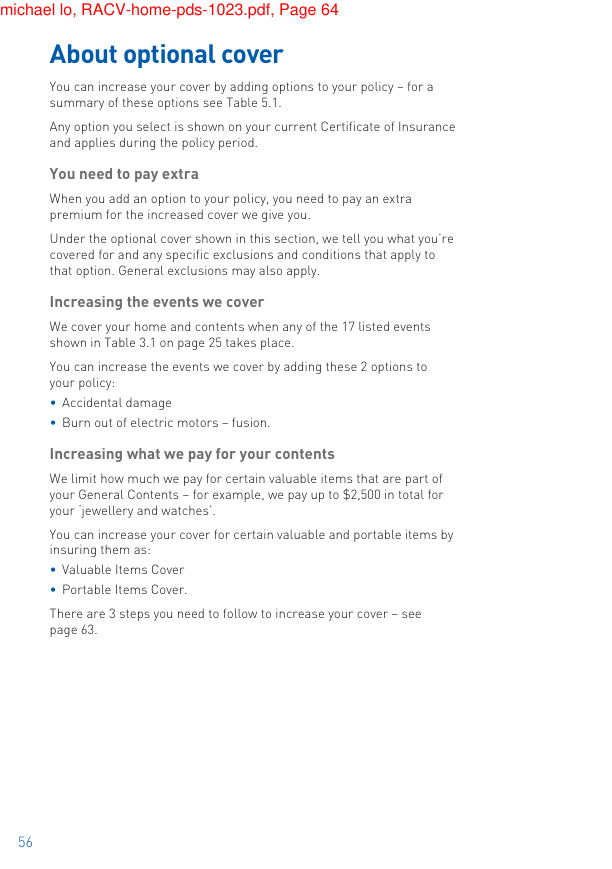 michael lo, RACV-home-pds-1023.pdf, Page 64
About optional cover
You can increase your cover by adding options to your policy – for a
summary of these options see Table 5.1.
Any option you select is shown on your current Certificate of Insurance
and applies during the policy period.
You need to pay extra
When you add an option to your policy, you need to pay an extra
premium for the increased cover we give you.
Under the optional cover shown in this section, we tell you what you’re
covered for and any specific exclusions and conditions that apply to
that option. General exclusions may also apply.
Increasing the events we cover
We cover your home and contents when any of the 17 listed events
shown in Table 3.1 on page 25 takes place.
You can increase the events we cover by adding these 2 options to
your policy:
• Accidental damage
• Burn out of electric motors – fusion.
Increasing what we pay for your contents
We limit how much we pay for certain valuable items that are part of
your General Contents – for example, we pay up to $2,500 in total for
your ‘jewellery and watches’.
You can increase your cover for certain valuable and portable items by
insuring them as:
• Valuable Items Cover
• Portable Items Cover.
There are 3 steps you need to follow to increase your cover – see
page 63.
56